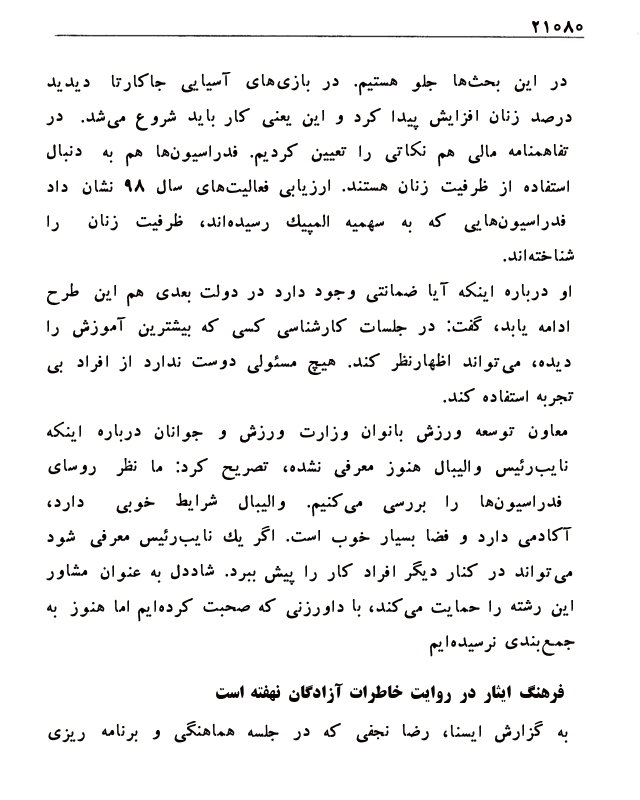 ۲۱۰۸۰
در این بحث‌ها جلو هستیم. در بازی‌های آسیایی جاکارتا دیدید
درصد زنان افزایش پیدا کرد و این یعنی کار باید شروع می‌شد. در
تفاهمنامه مالی هم نکاتی را تعیین کردیم. فدراسیون‌ها هم به دنبال
استفاده از ظرفیت زنان هستند. ارزیابی فعالیت‌های سال ۹۸ نشان داد
فدراسیون‌هایی که به سهمیه المپیك رسیده‌اند، ظرفیت زنان را
شناخته‌اند.
او درباره اینکه آیا ضمانتی وجود دارد در دولت بعدی هم این طرح
ادامه یابد، گفت: در جلسات کارشناسی کسی که بیشترین آموزش را
دیده، می‌تواند اظهارنظر کند. هیچ مسئولی دوست ندارد از افراد بی
تجربه استفاده کند.
معاون توسعه ورزش بانوان وزارت ورزش و جوانان درباره اینکه
نایب‌رئیس والیبال هنوز معرفی نشده، تصریح کرد: ما نظر روسای
فدراسیون‌ها را بررسی می‌کنیم. والیبال شرایط خوبی دارد،
آکادمی دارد و فضا بسیار خوب است. اگر یك نایب‌رئیس معرفی شود
می‌تواند در کنار دیگر افراد کار را پیش ببرد. شاددل به عنوان مشاور
این رشته را حمایت می‌کند، با داورزنی که صحبت کرده‌ایم اما هنوز به
جمع‌بندی نرسیده‌ایم
فرهنگ ایثار در روایت خاطرات آزادگان نهفته است
به گزارش ایسنا، رضا نجفی که در جلسه هماهنگی و برنامه ریزی